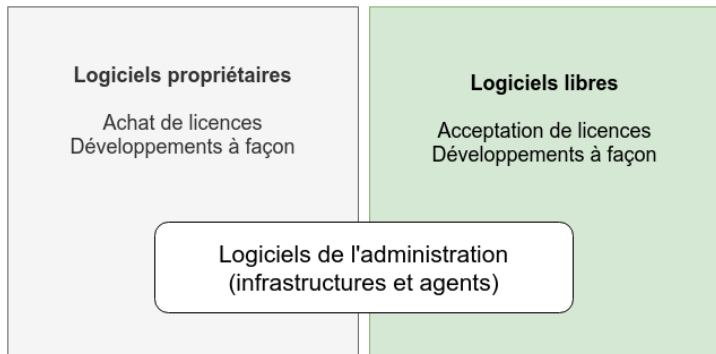 Logiciels propriétaires
Achat de licences
Développements à façon
Logiciels libres
Acceptation de licences
Développements à façon
Logiciels de l'administration
(infrastructures et agents)